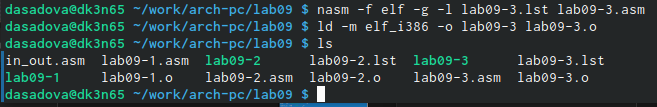 dasadova@dk3n65 ~/work/arch-pc/lab09 $ nasm -f elf -g -l lab09-3.lst lab09-3.asm
dasadova@dk3n65 ~/work/arch-pc/lab09 $ ld -m elf_i386 -o lab09-3 lab09-3.o
dasadova@dk3n65 ~/work/arch-pc/lab09 $ ls
in_out.asm lab09-1.asm lab09-2 lab09-2.lst lab09-3 lab09-3.lst
lab09-1 lab09-1.o lab09-2.asm lab09-2.o lab09-3.asm lab09-3.o
dasadova@dk3n65 ~/work/arch-pc/lab09 $